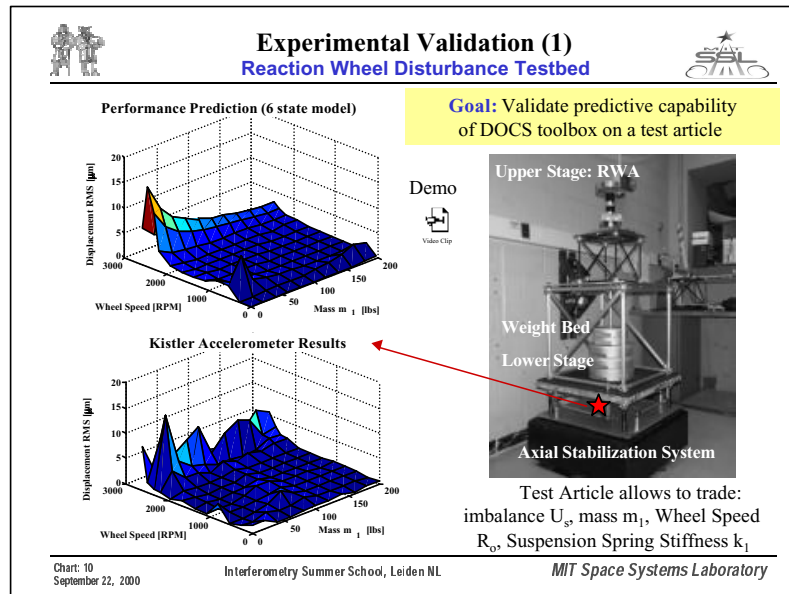 Experimental Validation (1)
Reaction Wheel Disturbance Testbed
MIT
SSL
Performance Prediction (6 state model)
20
15
10
5
0
Displacement RMS [µm]
3000
2000
1000
0
Wheel Speed [RPM]
0
50
100
150
200
Mass m 1 [lbs]
Goal: Validate predictive capability
of DOCS toolbox on a test article
Demo
Video Clip
Upper Stage: RWA
Weight Bed
Lower Stage
Axial Stabilization System
Kistler Accelerometer Results
20
15
10
5
0
Displacement RMS [µm]
3000
2000
1000
0
Wheel Speed [RPM]
0
50
100
150
200
Mass m 1 [lbs]
Test Article allows to trade:
imbalance Us, mass m1, Wheel Speed
Ro, Suspension Spring Stiffness k1
Chart: 10
September 22, 2000
Interferometry Summer School, Leiden NL
MIT Space Systems Laboratory